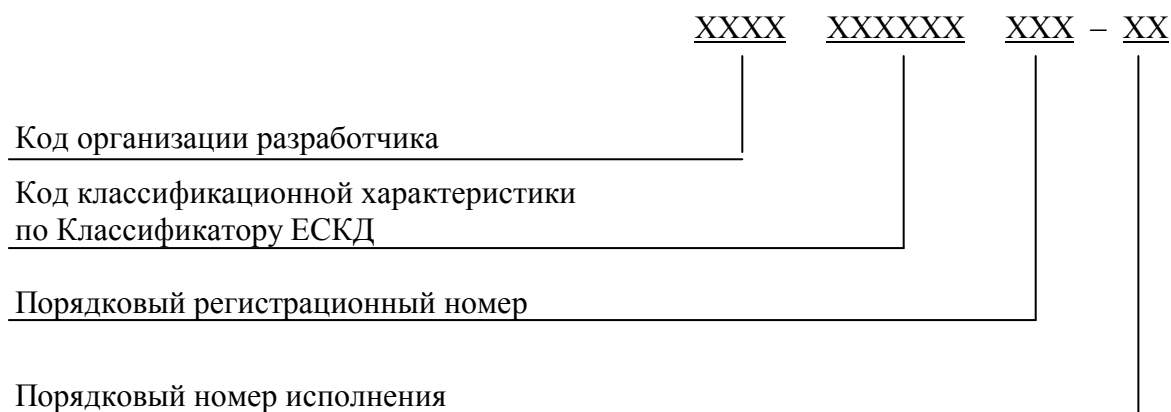 XXXX XXXXXX XXX – XX
Код организации разработчика
Код классификационной характеристики
по Классификатору ЕСКД
Порядковый регистрационный номер
Порядковый номер исполнения